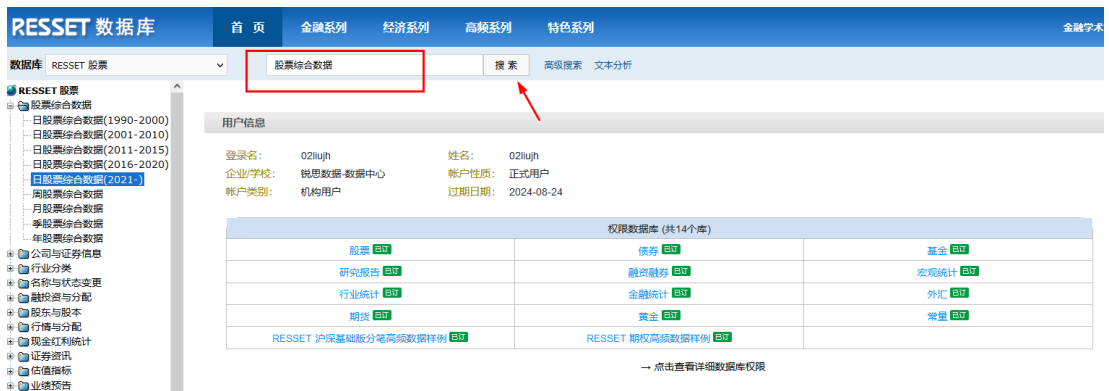 RESSET 数据库
首 页 金融系列 经济系列 高频系列 特色系列 金融学术
数据库 RESSET 股票 股票综合数据 搜 索 高级搜索 文本分析
RESSET 股票
股票综合数据
日股票综合数据(1990-2000)
日股票综合数据(2001-2010)
日股票综合数据(2011-2015)
日股票综合数据(2016-2020)
日股票综合数据(2021-)
周股票综合数据
月股票综合数据
季股票综合数据
年股票综合数据
公司与证券信息
行业分类
名称与状态变更
融投资与分配
股东与股本
行情与分配
现金红利统计
证券资讯
估值指标
业绩预告
用户信息
登录名: 02liujh 姓名: 02liujh
企业/学校: 锐思数据-数据中心 帐户性质: 正式用户
帐户类别: 机构用户 过期日期: 2024-08-24
权限数据库 (共14个库)
股票 已订 债券 已订 基金 已订
研究报告 已订 融资融券 已订 宏观统计 已订
行业统计 已订 金融统计 已订 外汇 已订
期货 已订 黄金 已订 常量 已订
RESSET 沪深基础版分笔高频数据样例 已订 RESSET 期权高频数据样例 已订
→ 点击查看详细数据库权限